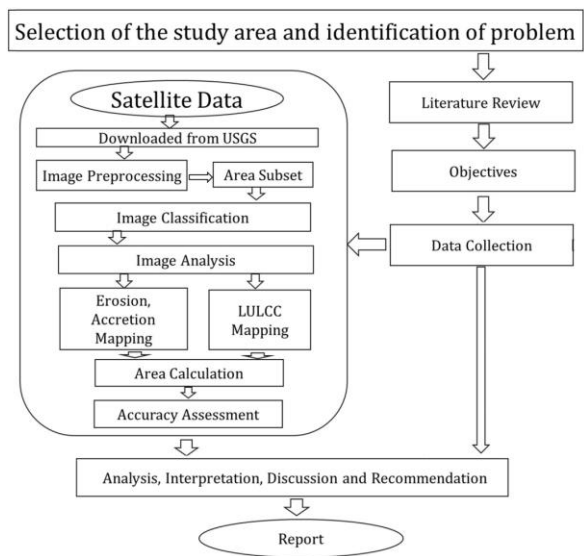 Selection of the study area and identification of problem
Satellite Data
Downloaded from USGS
Image Preprocessing
Area Subset
Image Classification
Image Analysis
Erosion,
Accretion
Mapping
LULCC
Mapping
Area Calculation
Accuracy Assessment
Literature Review
Objectives
Data Collection
Analysis, Interpretation, Discussion and Recommendation
Report